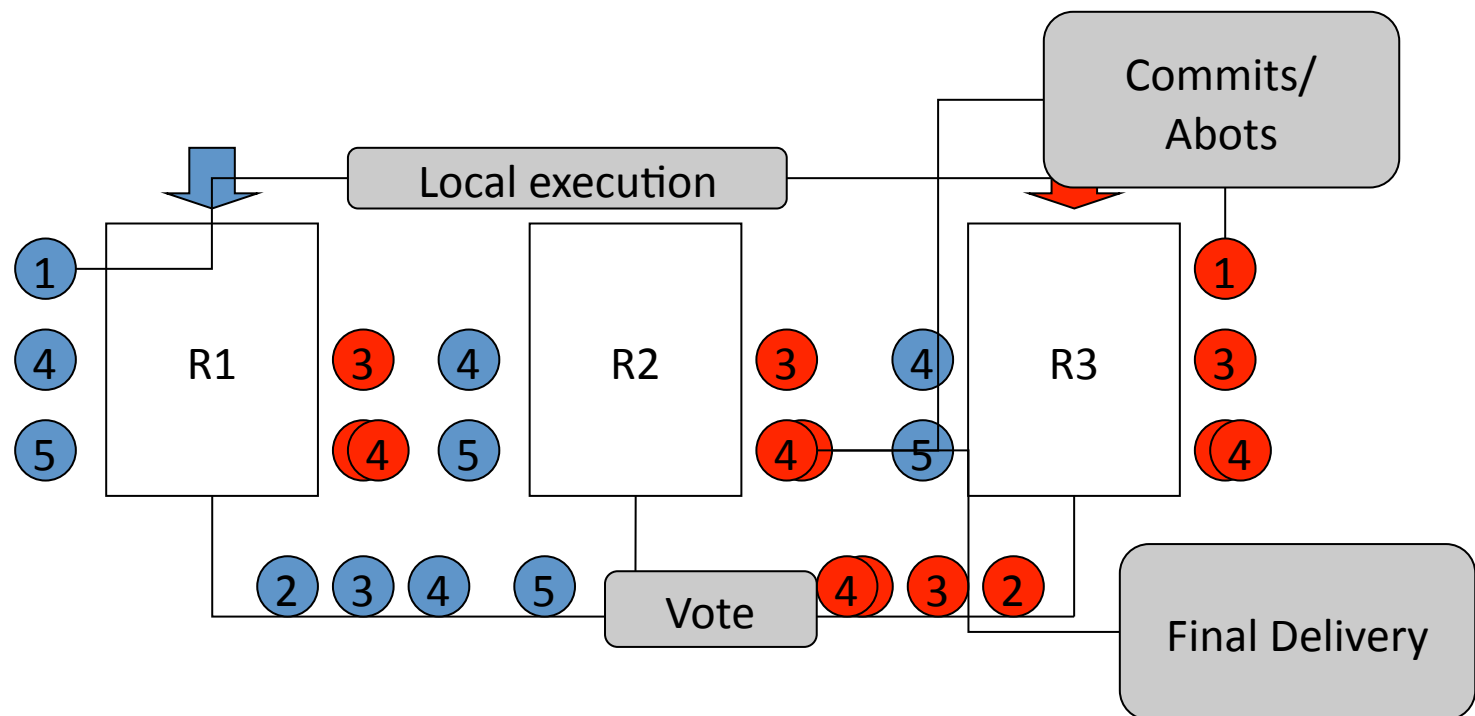 Commits/
Abots
Local execution
1 1
4 R1 3 4 R2 3 4 R3 3
5 4 5 4 5 4
2 3 4 5 Vote 4 3 2
Final Delivery